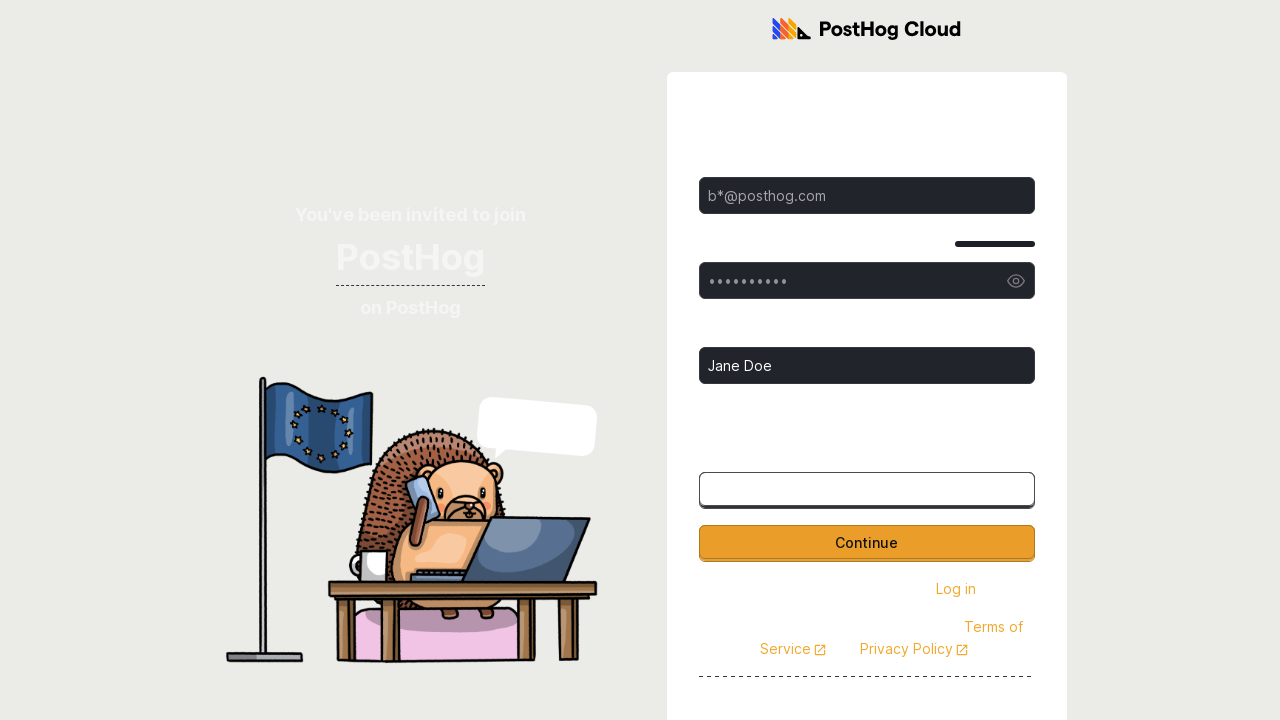 PostHog Cloud
You've been invited to join
PostHog
on PostHog
b*@posthog.com
••••••••••
Jane Doe
Continue
Log in
Terms of
Service
Privacy Policy